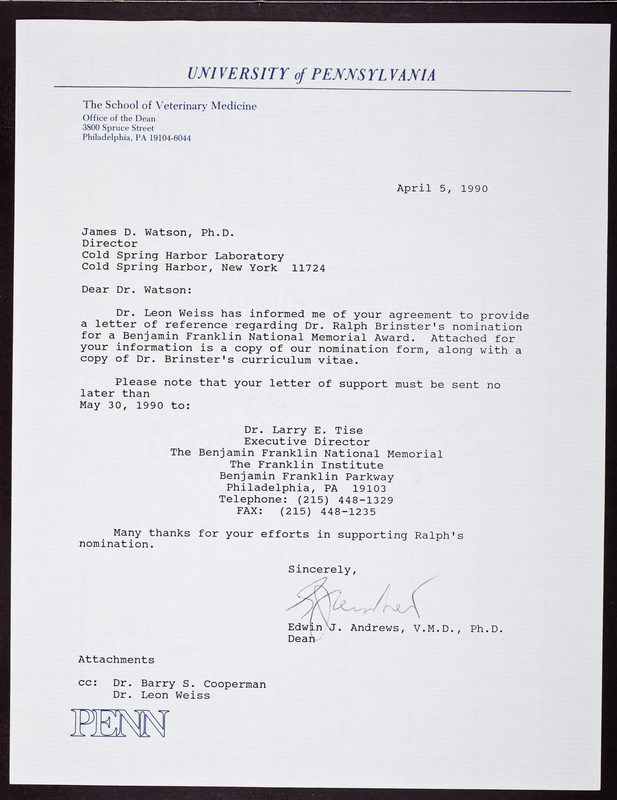 UNIVERSITY of PENNSYLVANIA
The School of Veterinary Medicine
Office of the Dean
3800 Spruce Street
Philadelphia, PA 19104-6044
April 5, 1990
James D. Watson, Ph.D.
Director
Cold Spring Harbor Laboratory
Cold Spring Harbor, New York 11724
Dear Dr. Watson:
Dr. Leon Weiss has informed me of your agreement to provide
a letter of reference regarding Dr. Ralph Brinster's nomination
for a Benjamin Franklin National Memorial Award. Attached for
your information is a copy of our nomination form, along with a
copy of Dr. Brinster's curriculum vitae.
Please note that your letter of support must be sent no
later than
May 30, 1990 to:
Dr. Larry E. Tise
Executive Director
The Benjamin Franklin National Memorial
The Franklin Institute
Benjamin Franklin Parkway
Philadelphia, PA 19103
Telephone: (215) 448-1329
FAX: (215) 448-1235
Many thanks for your efforts in supporting Ralph's
nomination.
Sincerely,
Edwin J. Andrews, V.M.D., Ph.D.
Dean
Attachments
cc: Dr. Barry S. Cooperman
Dr. Leon Weiss
PENN